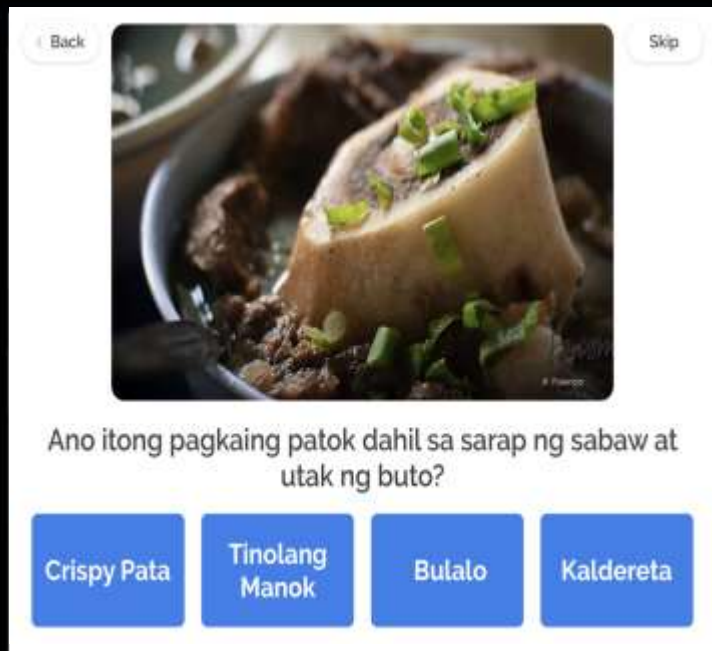 Back
Skip
Ano itong pagkaing patok dahil sa sarap ng sabaw at
utak ng buto?
Crispy Pata
Tinolang
Manok
Bulalo
Kaldereta